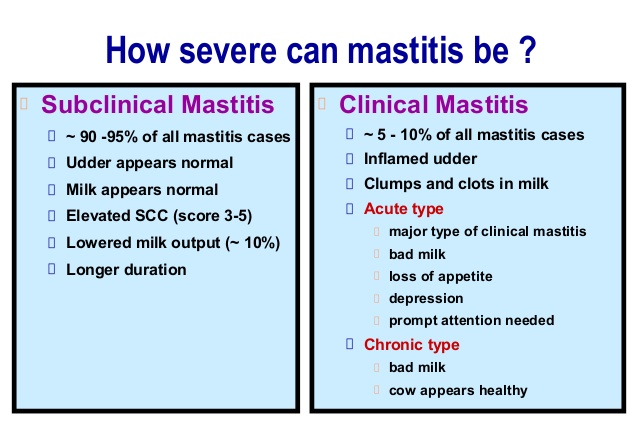 How severe can mastitis be ?
Subclinical Mastitis
~ 90 -95% of all mastitis cases
Udder appears normal
Milk appears normal
Elevated SCC (score 3-5)
Lowered milk output (~ 10%)
Longer duration
Clinical Mastitis
~ 5 - 10% of all mastitis cases
Inflamed udder
Clumps and clots in milk
Acute type
major type of clinical mastitis
bad milk
loss of appetite
depression
prompt attention needed
Chronic type
bad milk
cow appears healthy